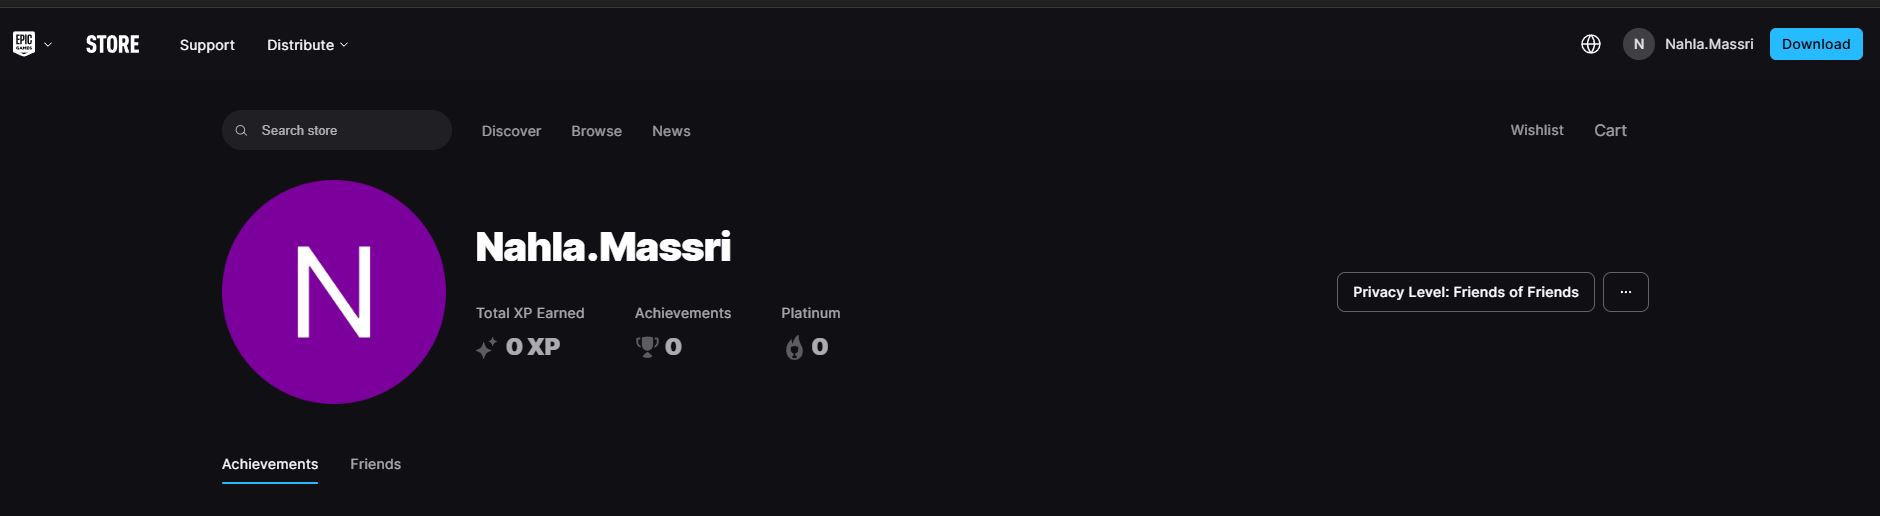 EPIC GAMES STORE Support Distribute N Nahla.Massri Download
Search store Discover Browse News Wishlist Cart
N
Nahla.Massri
Privacy Level: Friends of Friends ...
Total XP Earned Achievements Platinum
0 XP 0 0
Achievements Friends